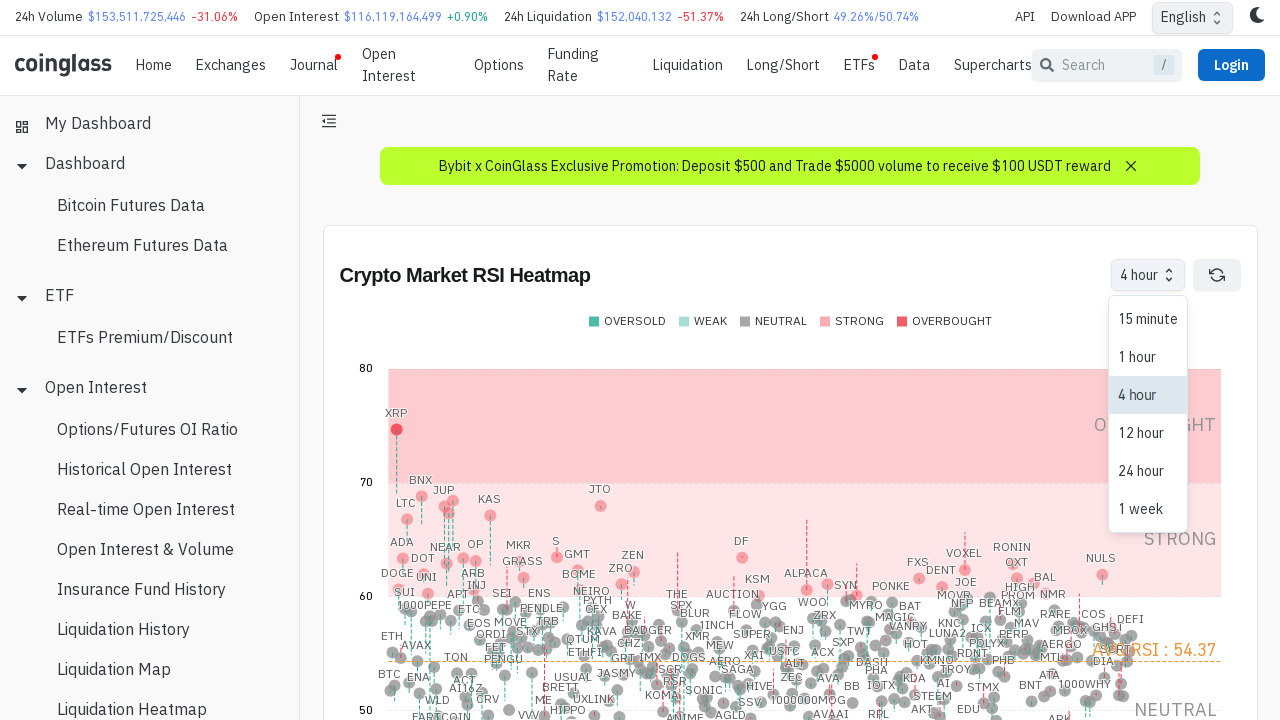 24h Volume $153,511,725,446 -31.06% Open Interest $116,119,164,499 +0.90% 24h Liquidation $152,040,132 -51.37% 24h Long/Short 49.26%/50.74% API Download APP English
coinglass Home Exchanges Journal Open Interest Options Funding Rate Liquidation Long/Short ETFs Data Supercharts Search / Login
My Dashboard
Dashboard
Bitcoin Futures Data
Ethereum Futures Data
ETF
ETFs Premium/Discount
Open Interest
Options/Futures OI Ratio
Historical Open Interest
Real-time Open Interest
Open Interest & Volume
Insurance Fund History
Liquidation History
Liquidation Map
Liquidation Heatmap
Bybit x CoinGlass Exclusive Promotion: Deposit $500 and Trade $5000 volume to receive $100 USDT reward
Crypto Market RSI Heatmap
4 hour
15 minute
1 hour
4 hour
12 hour
24 hour
1 week
OVERSOLD WEAK NEUTRAL STRONG OVERBOUGHT
80
XRP
70
BNX JUP KAS JTO
LTC
STRONG
ADA NEAR OP MKR S GMT ZEN DF FXS VOXEL RONIN NULS
DOGE DOT UNI ARB GRASS BOME ZRO KSM ALPACA DENT OXT BAL
60
SUI APT INJ SEI ENS NEIRO THE AUCTION SYN PONKE JOE HIGH
1000PEPE ETC PENDLE PYTH CFX W SPX YGG WOO MYRO BAT MOVR PROM NMR
EOS MOVE TRB BAKE BLUR FLOW ZRX MAGIC NFP BEAMX FLM RARE COS DEFI
ETH ORDI STX KAVA BADGER 1INCH ENJ TWT VANRY KNC ICX MAV MBOX GHST
AVAX FET QTUM CHZ XMR SUPER SXP LUNA2 PERP
PENGU ETHFI MEW USTC ACX HOT POLYX AERGO
AVG RSI : 54.37
TON GRT IMX DOGS AERO XAI ALT DASH KMNO RDNT PHB MTL DIA
BTC ENA ACT USUAL JASMY SCR SAGA ZEC PHA KDA TROY ATA
WLD AI16Z GRV BRETT RSR HIVE AVA BB IOTX AI STMX BNT 1000WHY
ME KOMA SONIC SSV 1000000MOG STEEM
50
FARTCOIN VVV HIPPO ANIME AGLD AVAAI RPL AKT EDU
NEUTRAL